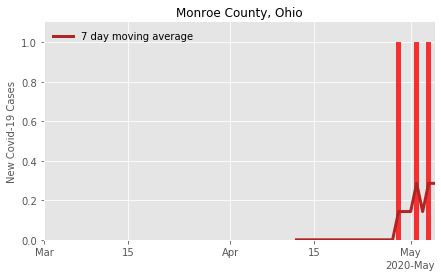 Monroe County, Ohio
7 day moving average
New Covid-19 Cases
1.0
0.8
0.6
0.4
0.2
0.0
Mar
15
Apr
15
May
2020-May